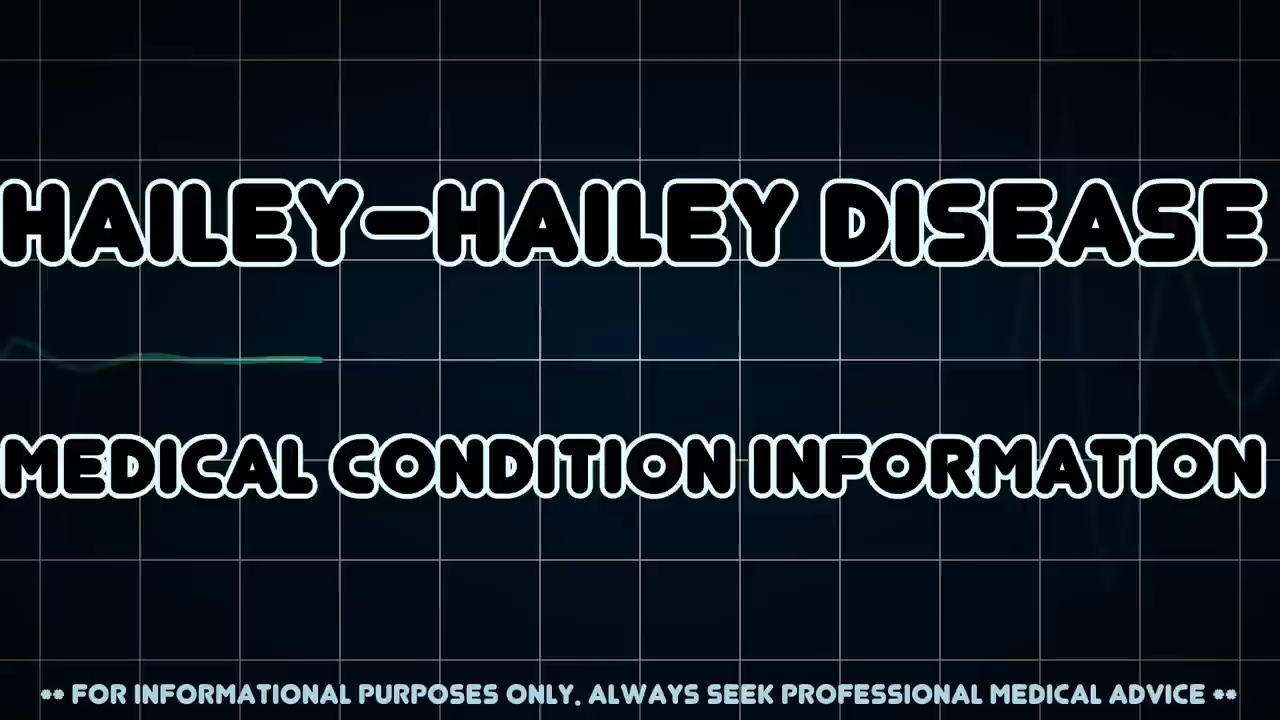 HAILEY-HAILEY DISEASE
MEDICAL CONDITION INFORMATION
** FOR INFORMATIONAL PURPOSES ONLY. ALWAYS SEEK PROFESSIONAL MEDICAL ADVICE **